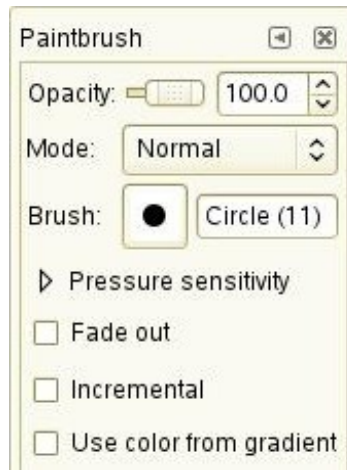 Paintbrush
Opacity: 100.0
Mode: Normal
Brush: Circle (11)
Pressure sensitivity
Fade out
Incremental
Use color from gradient